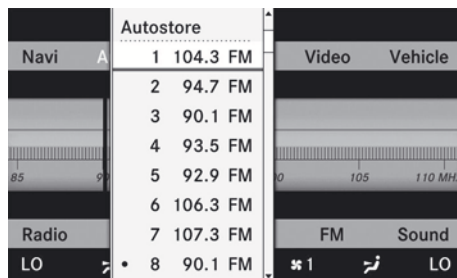 Autostore
Navi A Video Vehicle
1 104.3 FM
2 94.7 FM
3 90.1 FM
4 93.5 FM
5 92.9 FM
85 105 110 MH
6 106.3 FM
Radio FM Sound
7 107.3 FM
LO 1 LO
• 8 90.1 FM